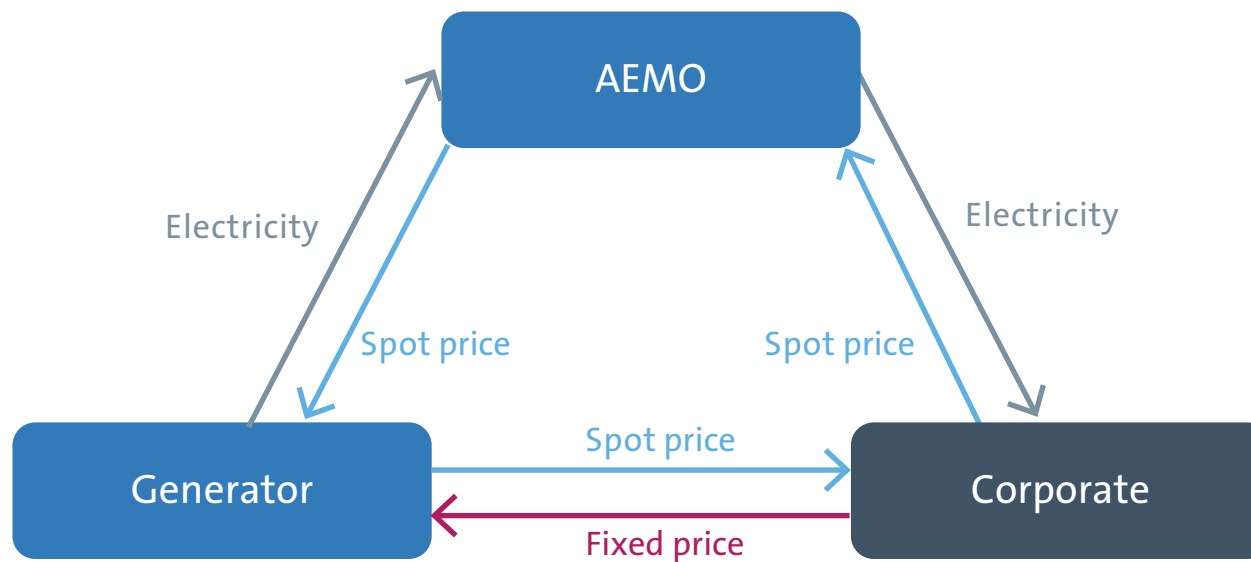 AEMO
Electricity
Electricity
Spot price
Spot price
Spot price
Generator
Corporate
Fixed price